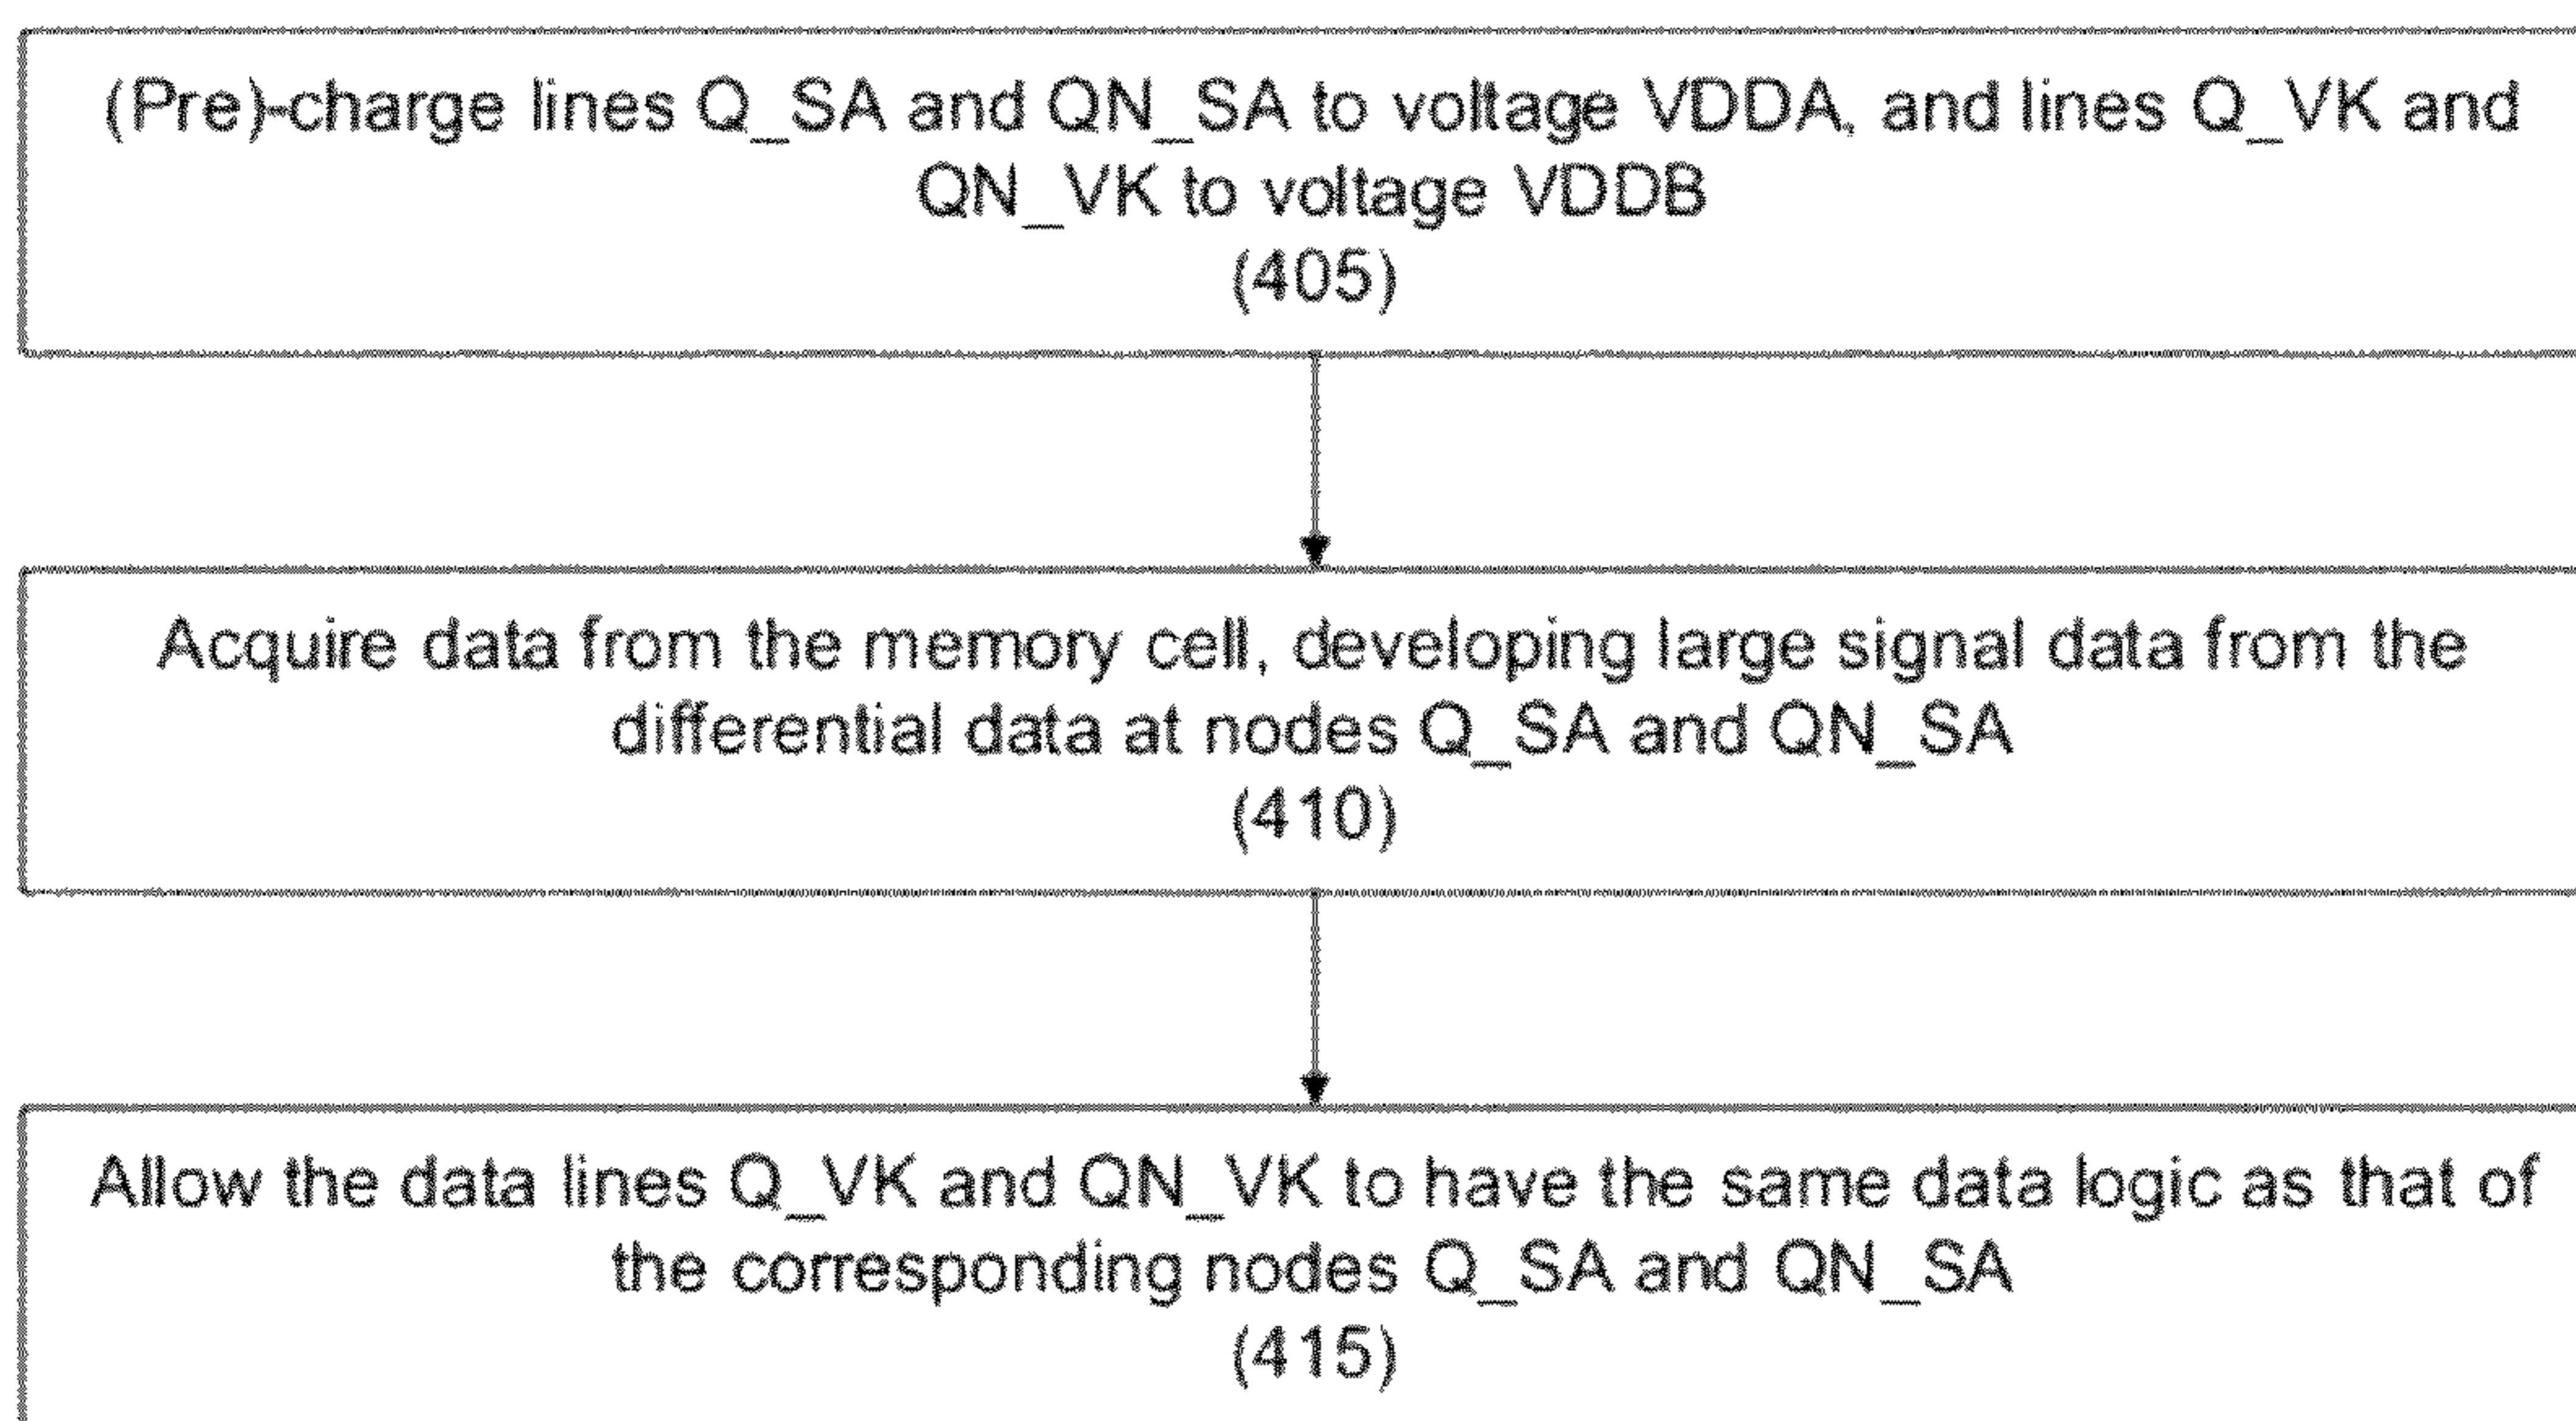 (Pre)-charge lines Q_SA and QN_SA to voltage VDDA, and lines Q_VK and
QN_VK to voltage VDDB
(405)
Acquire data from the memory cell, developing large signal data from the
differential data at nodes Q_SA and QN_SA
(410)
Allow the data lines Q_VK and QN_VK to have the same data logic as that of
the corresponding nodes Q_SA and QN_SA
(415)